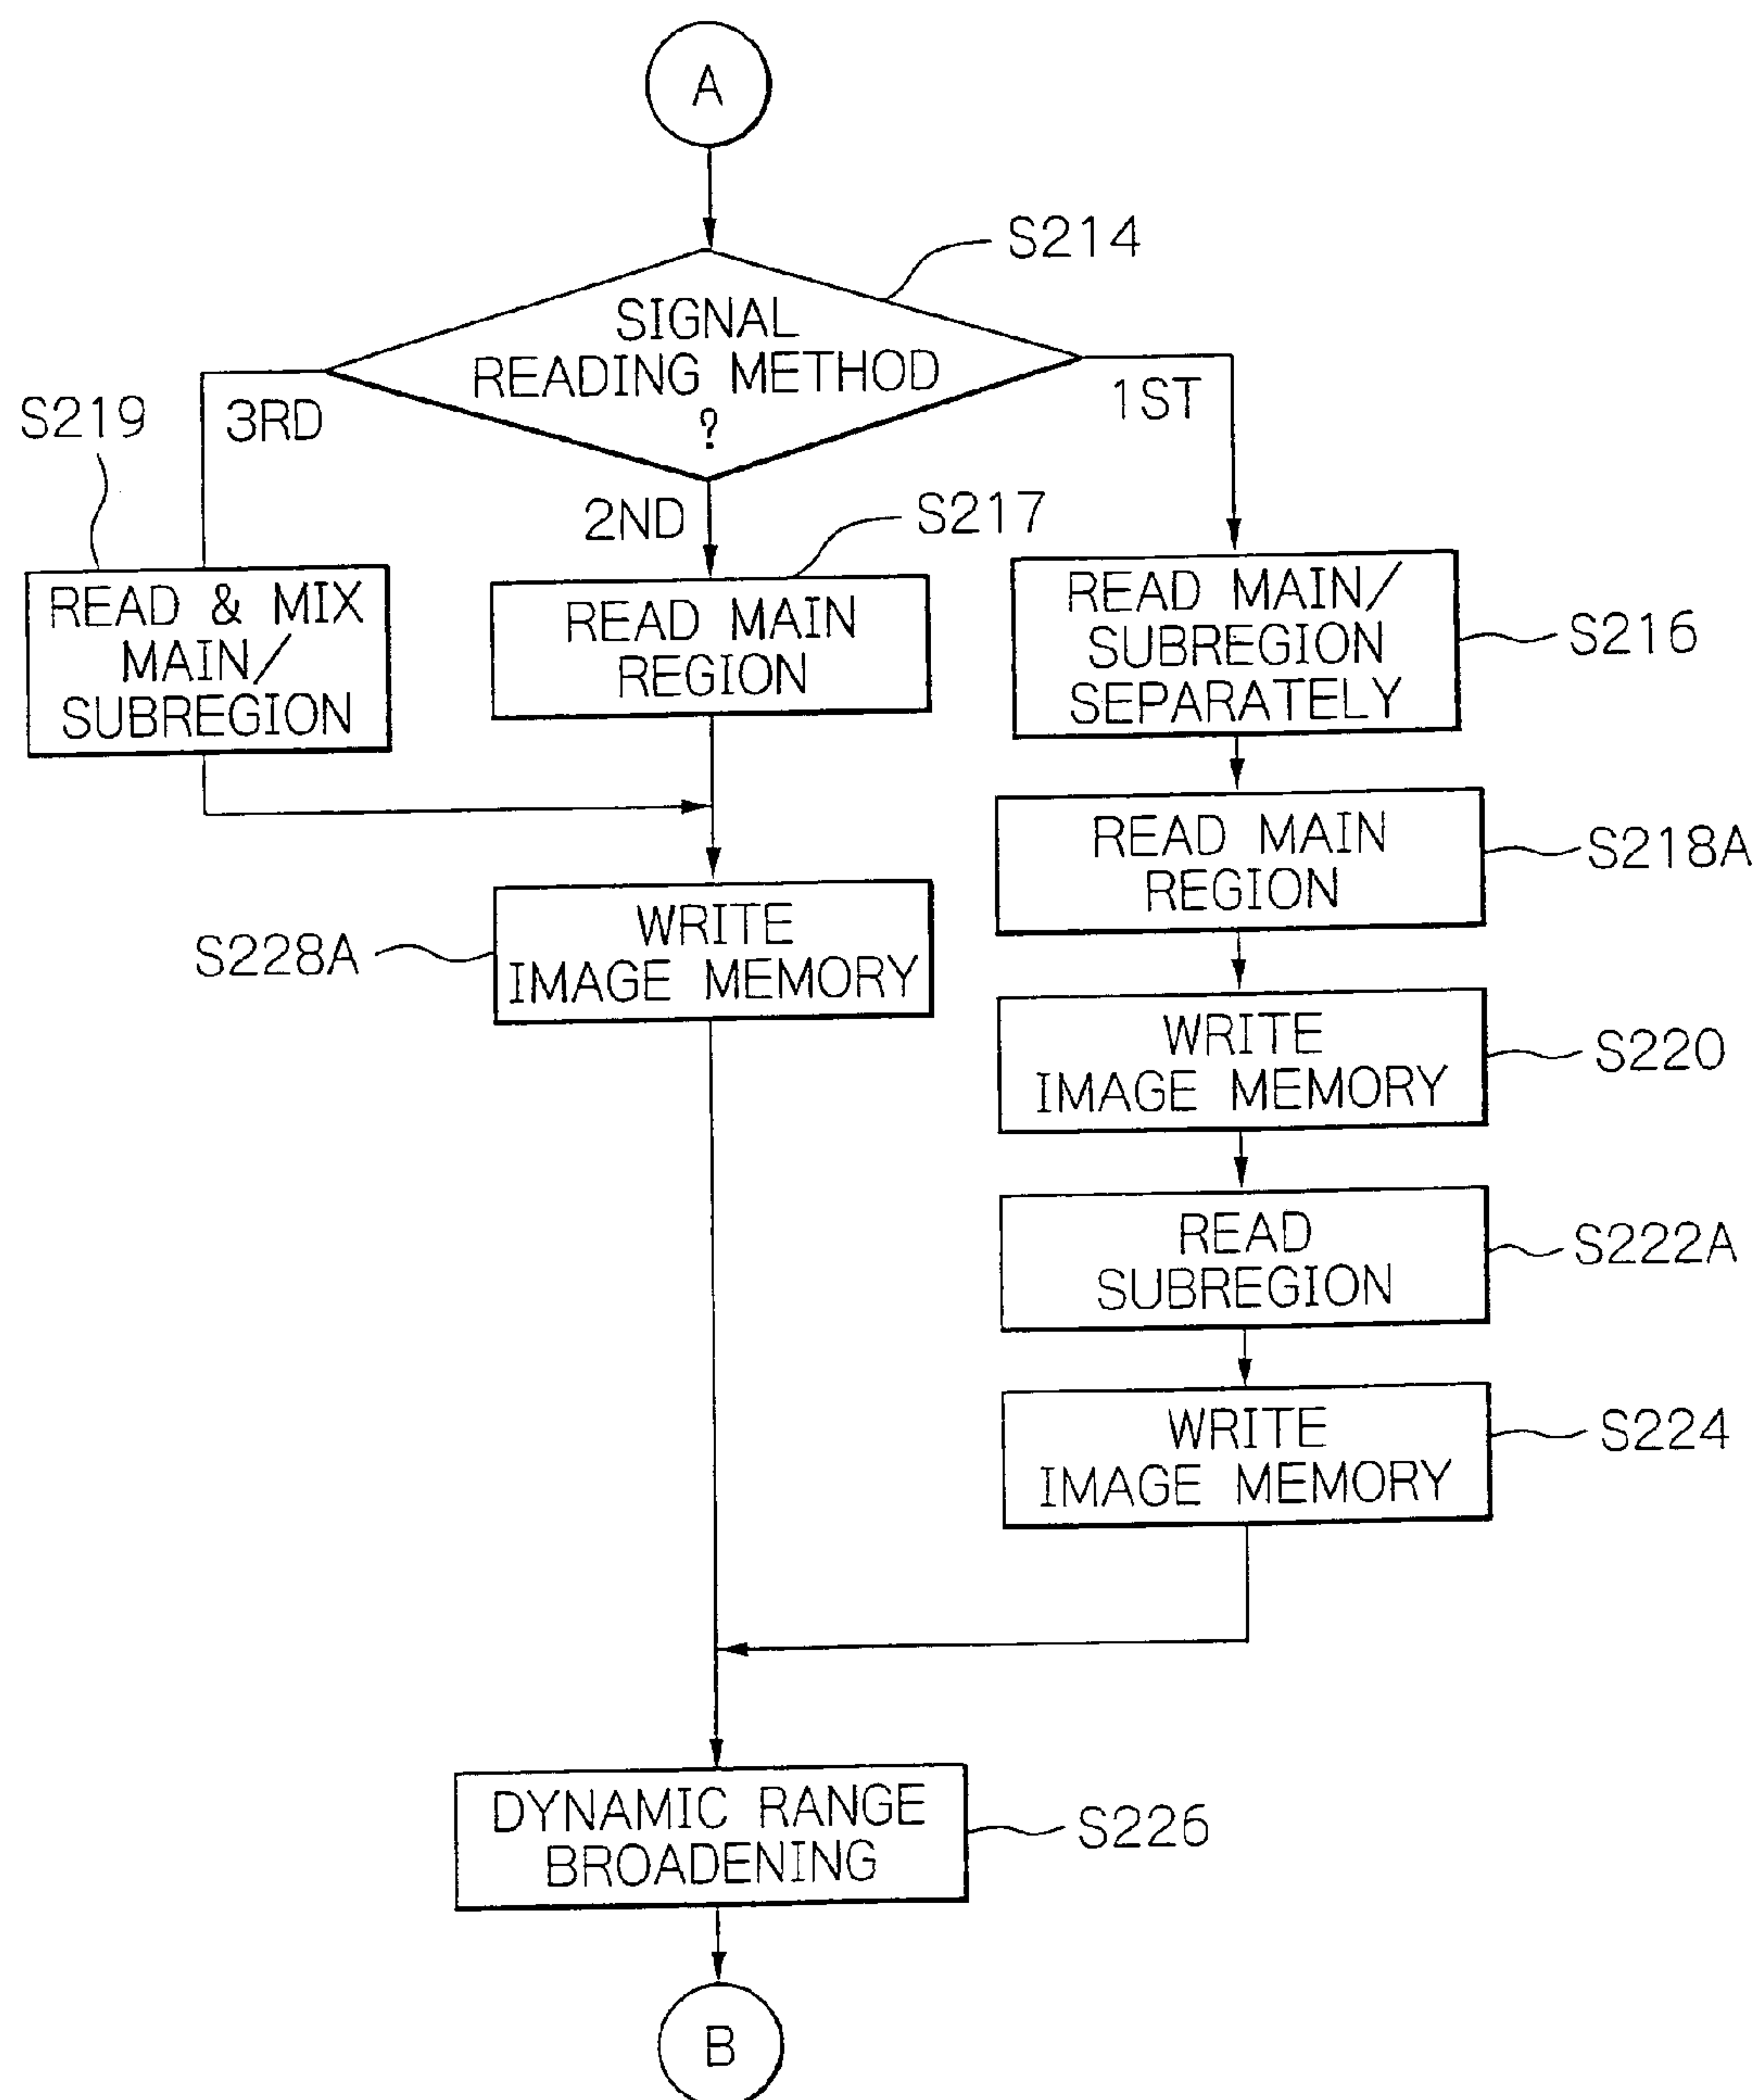 A
S214
SIGNAL
READING METHOD
?
1ST
3RD
S219
2ND
S217
READ & MIX
MAIN/
SUBREGION
READ MAIN
REGION
READ MAIN/
SUBREGION
SEPARATELY
S216
READ MAIN
REGION
S218A
S228A
WRITE
IMAGE MEMORY
WRITE
IMAGE MEMORY
S220
READ
SUBREGION
S222A
WRITE
IMAGE MEMORY
S224
DYNAMIC RANGE
BROADENING
S226
B